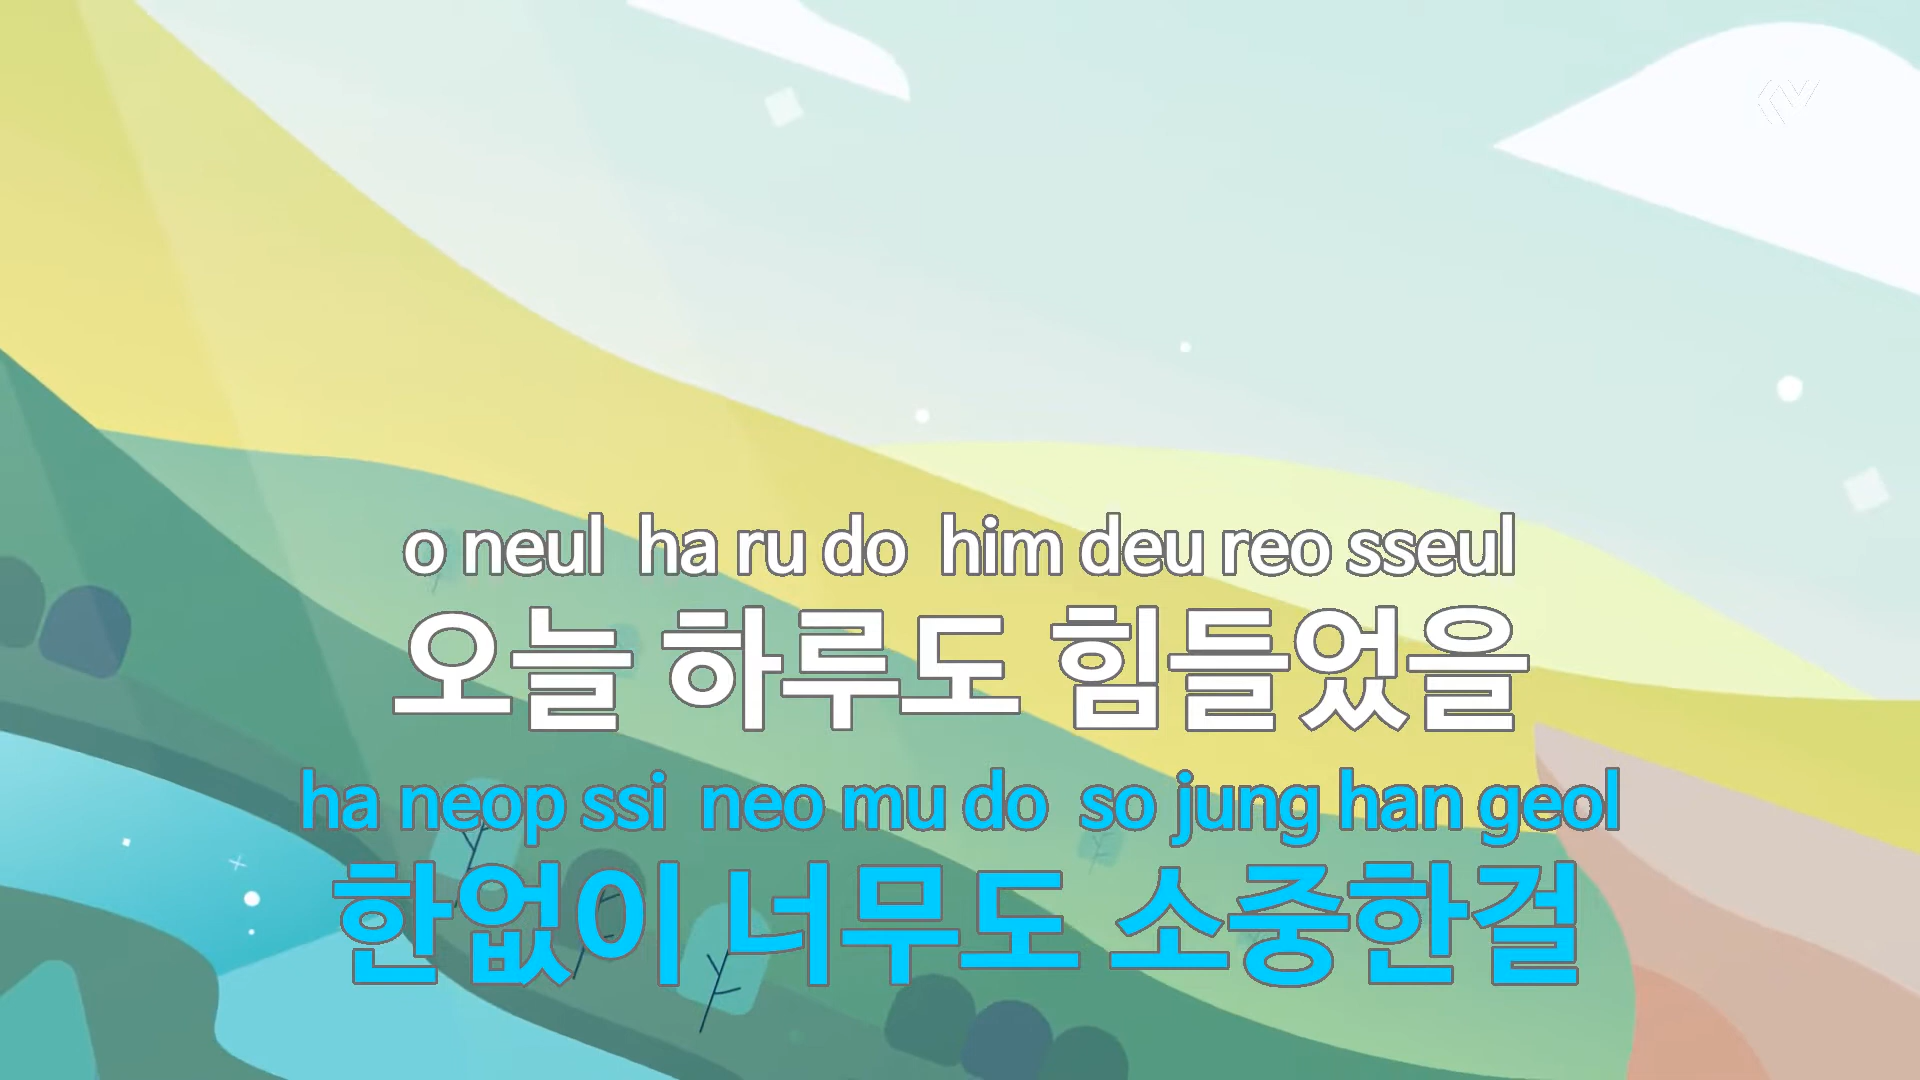 o neul ha ru do him deu reo sseul
오늘 하루도 힘들었을
ha neop ssi neo mu do so jung han geol
한없이 너무도 소중한걸